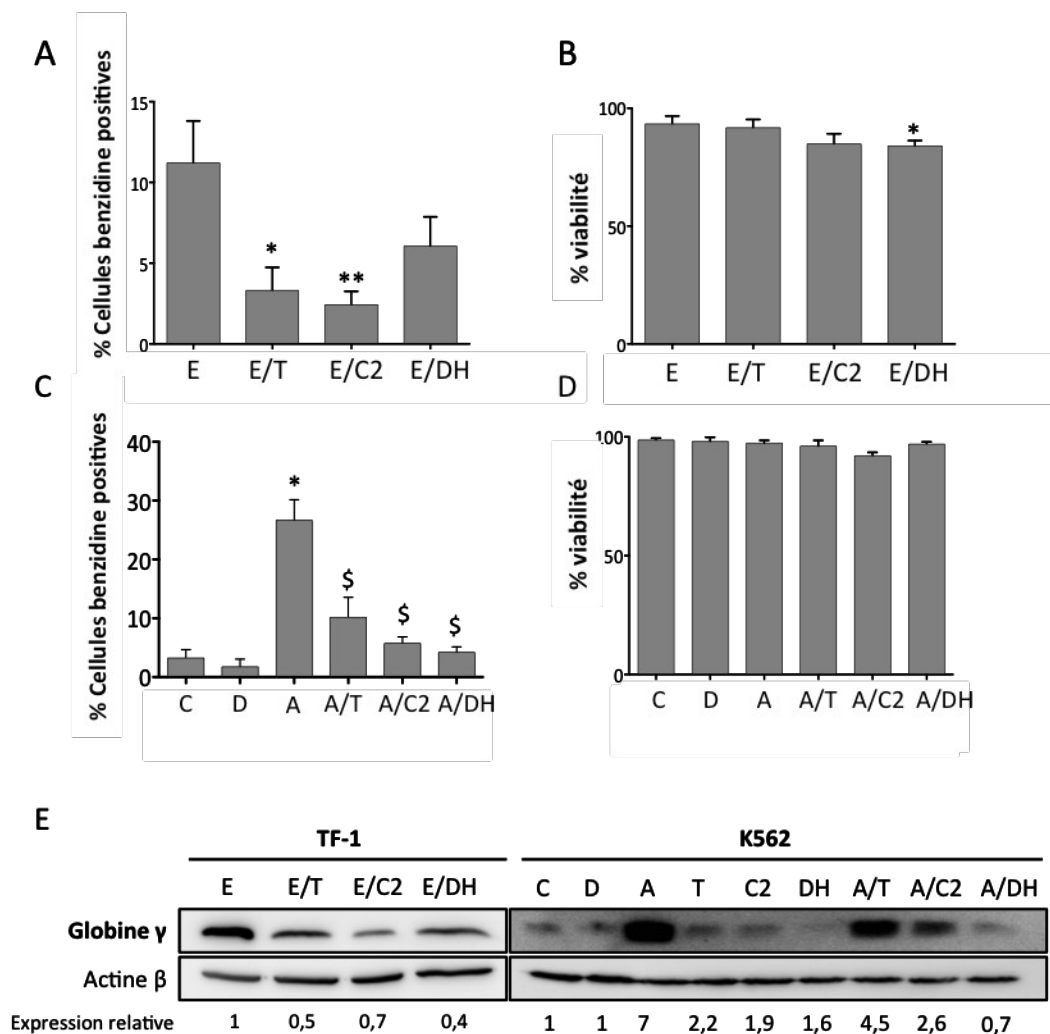 A
% Cellules benzidine positives
15
10
5
0
*
**
E E/T E/C2 E/DH
B
% viabilité
100
50
0
*
E E/T E/C2 E/DH
C
% Cellules benzidine positives
40
30
20
10
0
*
$
$
$
C D A A/T A/C2 A/DH
D
% viabilité
100
50
0
C D A A/T A/C2 A/DH
E
TF-1 K562
E E/T E/C2 E/DH C D A T C2 DH A/T A/C2 A/DH
Globine γ
Actine β
Expression relative 1 0,5 0,7 0,4 1 1 7 2,2 1,9 1,6 4,5 2,6 0,7